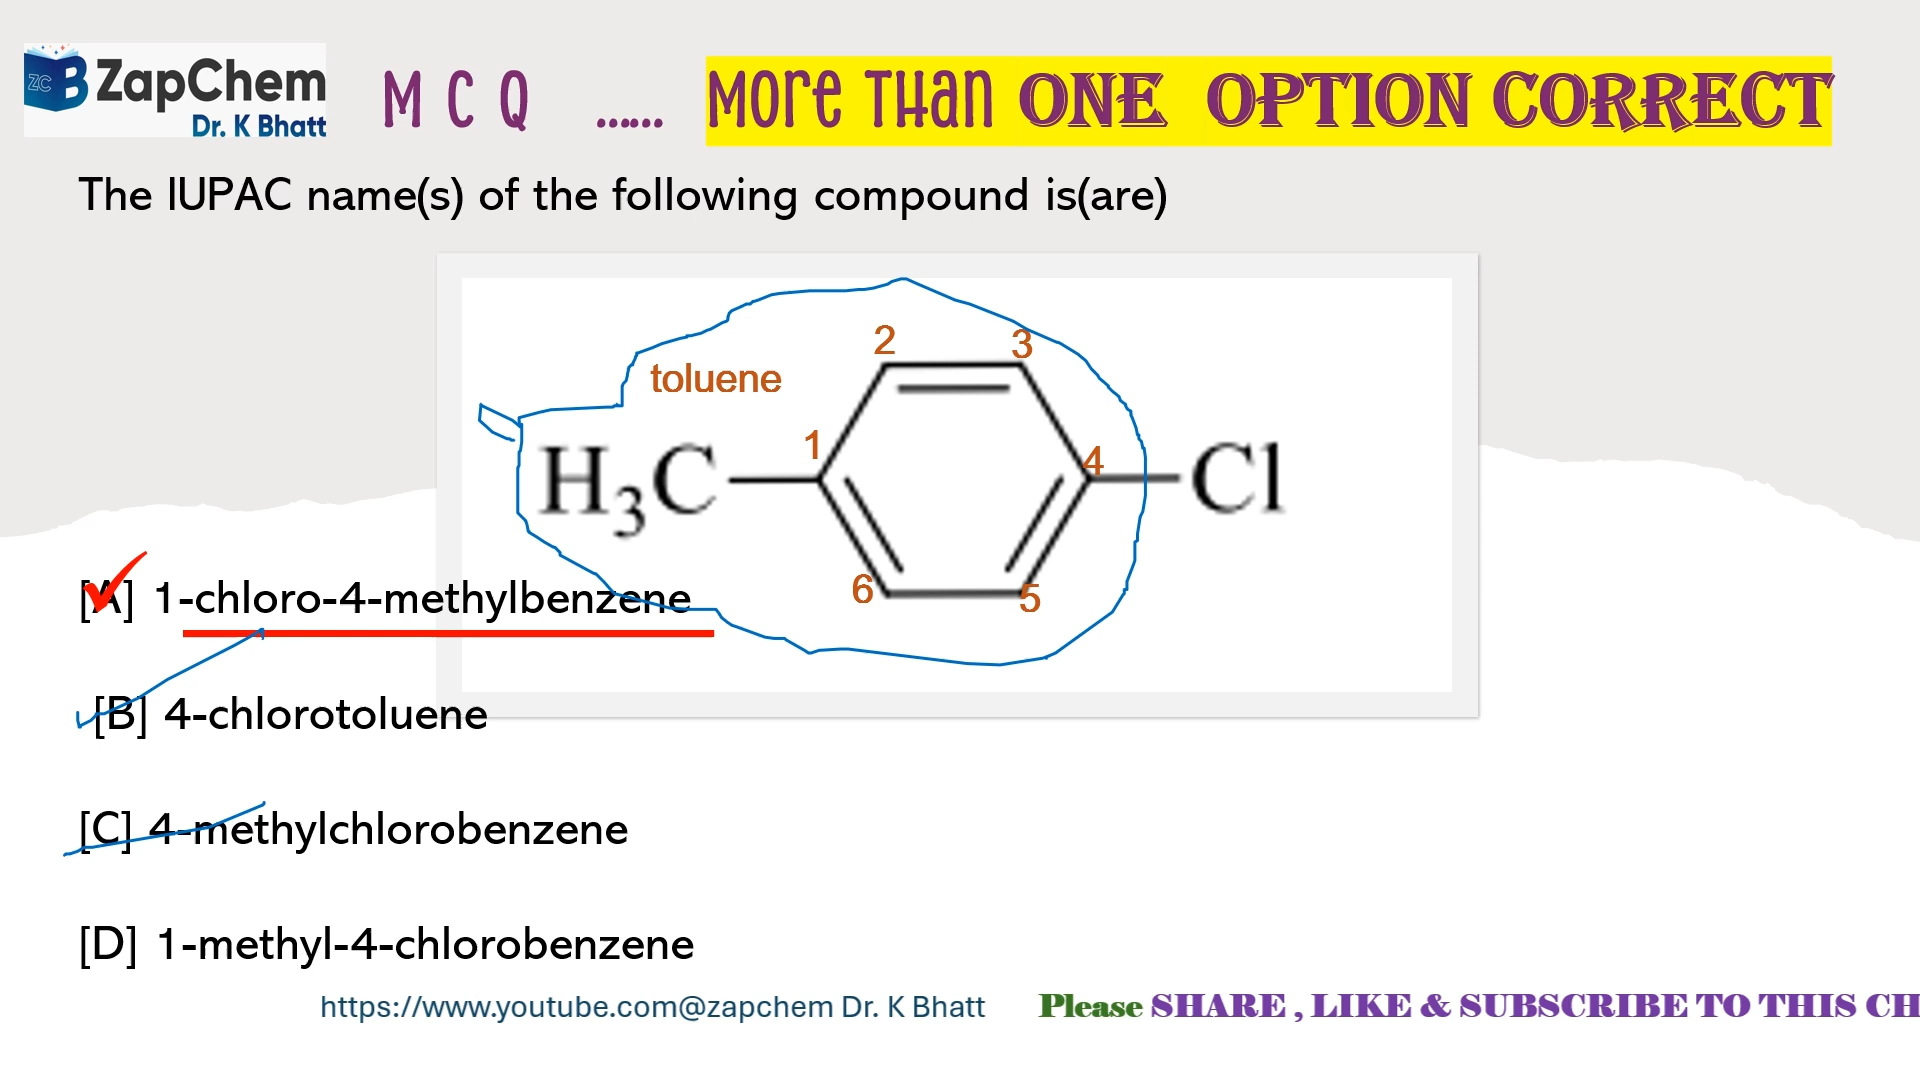 ZC ZapChem
Dr. K Bhatt
M C Q ...... More Than ONE OPTION CORRECT
The IUPAC name(s) of the following compound is(are)
2 3
toluene
1 4
H3C Cl
6 5
[A] 1-chloro-4-methylbenzene
[B] 4-chlorotoluene
[C] 4-methylchlorobenzene
[D] 1-methyl-4-chlorobenzene
https://www.youtube.com@zapchem Dr. K Bhatt Please SHARE , LIKE & SUBSCRIBE TO THIS CH